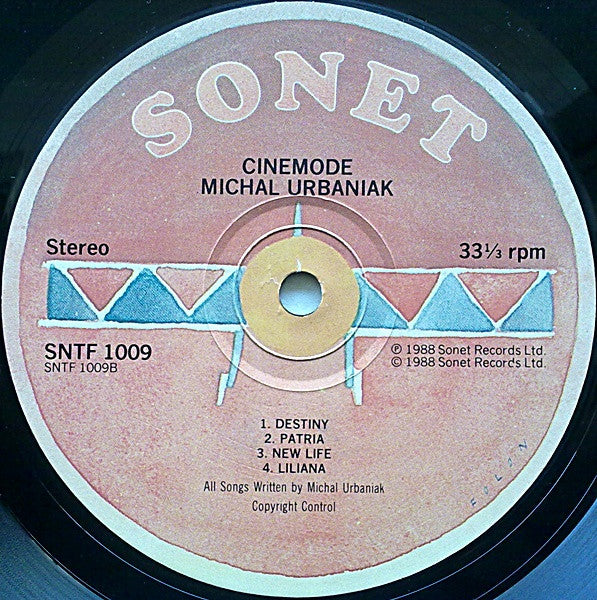 SONET
CINEMODE
MICHAL URBANIAK
Stereo
33⅓ rpm
SNTF 1009
SNTF 1009B
℗ 1988 Sonet Records Ltd.
© 1988 Sonet Records Ltd.
1. DESTINY
2. PATRIA
3. NEW LIFE
4. LILIANA
All Songs Written by Michal Urbaniak
Copyright Control
FOLON